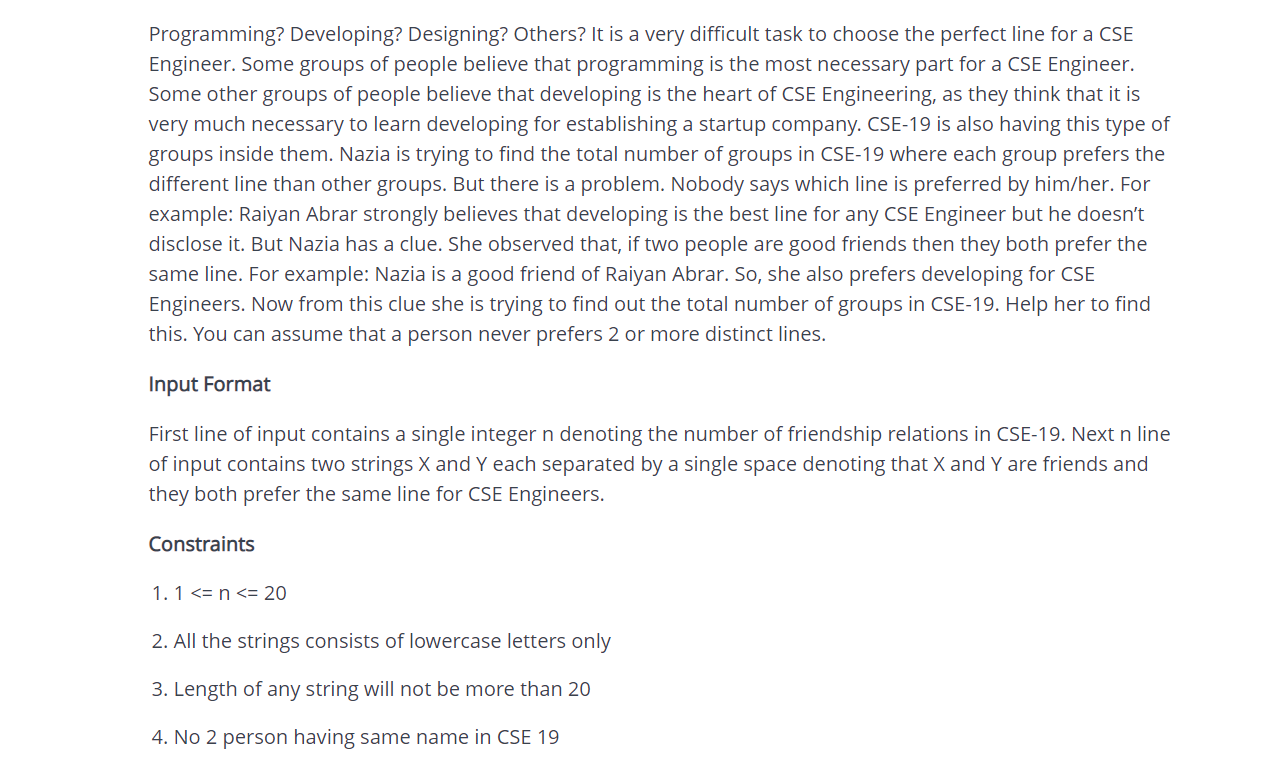 Programming? Developing? Designing? Others? It is a very difficult task to choose the perfect line for a CSE
Engineer. Some groups of people believe that programming is the most necessary part for a CSE Engineer.
Some other groups of people believe that developing is the heart of CSE Engineering, as they think that it is
very much necessary to learn developing for establishing a startup company. CSE-19 is also having this type of
groups inside them. Nazia is trying to find the total number of groups in CSE-19 where each group prefers the
different line than other groups. But there is a problem. Nobody says which line is preferred by him/her. For
example: Raiyan Abrar strongly believes that developing is the best line for any CSE Engineer but he doesn’t
disclose it. But Nazia has a clue. She observed that, if two people are good friends then they both prefer the
same line. For example: Nazia is a good friend of Raiyan Abrar. So, she also prefers developing for CSE
Engineers. Now from this clue she is trying to find out the total number of groups in CSE-19. Help her to find
this. You can assume that a person never prefers 2 or more distinct lines.
Input Format
First line of input contains a single integer n denoting the number of friendship relations in CSE-19. Next n line
of input contains two strings X and Y each separated by a single space denoting that X and Y are friends and
they both prefer the same line for CSE Engineers.
Constraints
1. 1 <= n <= 20
2. All the strings consists of lowercase letters only
3. Length of any string will not be more than 20
4. No 2 person having same name in CSE 19